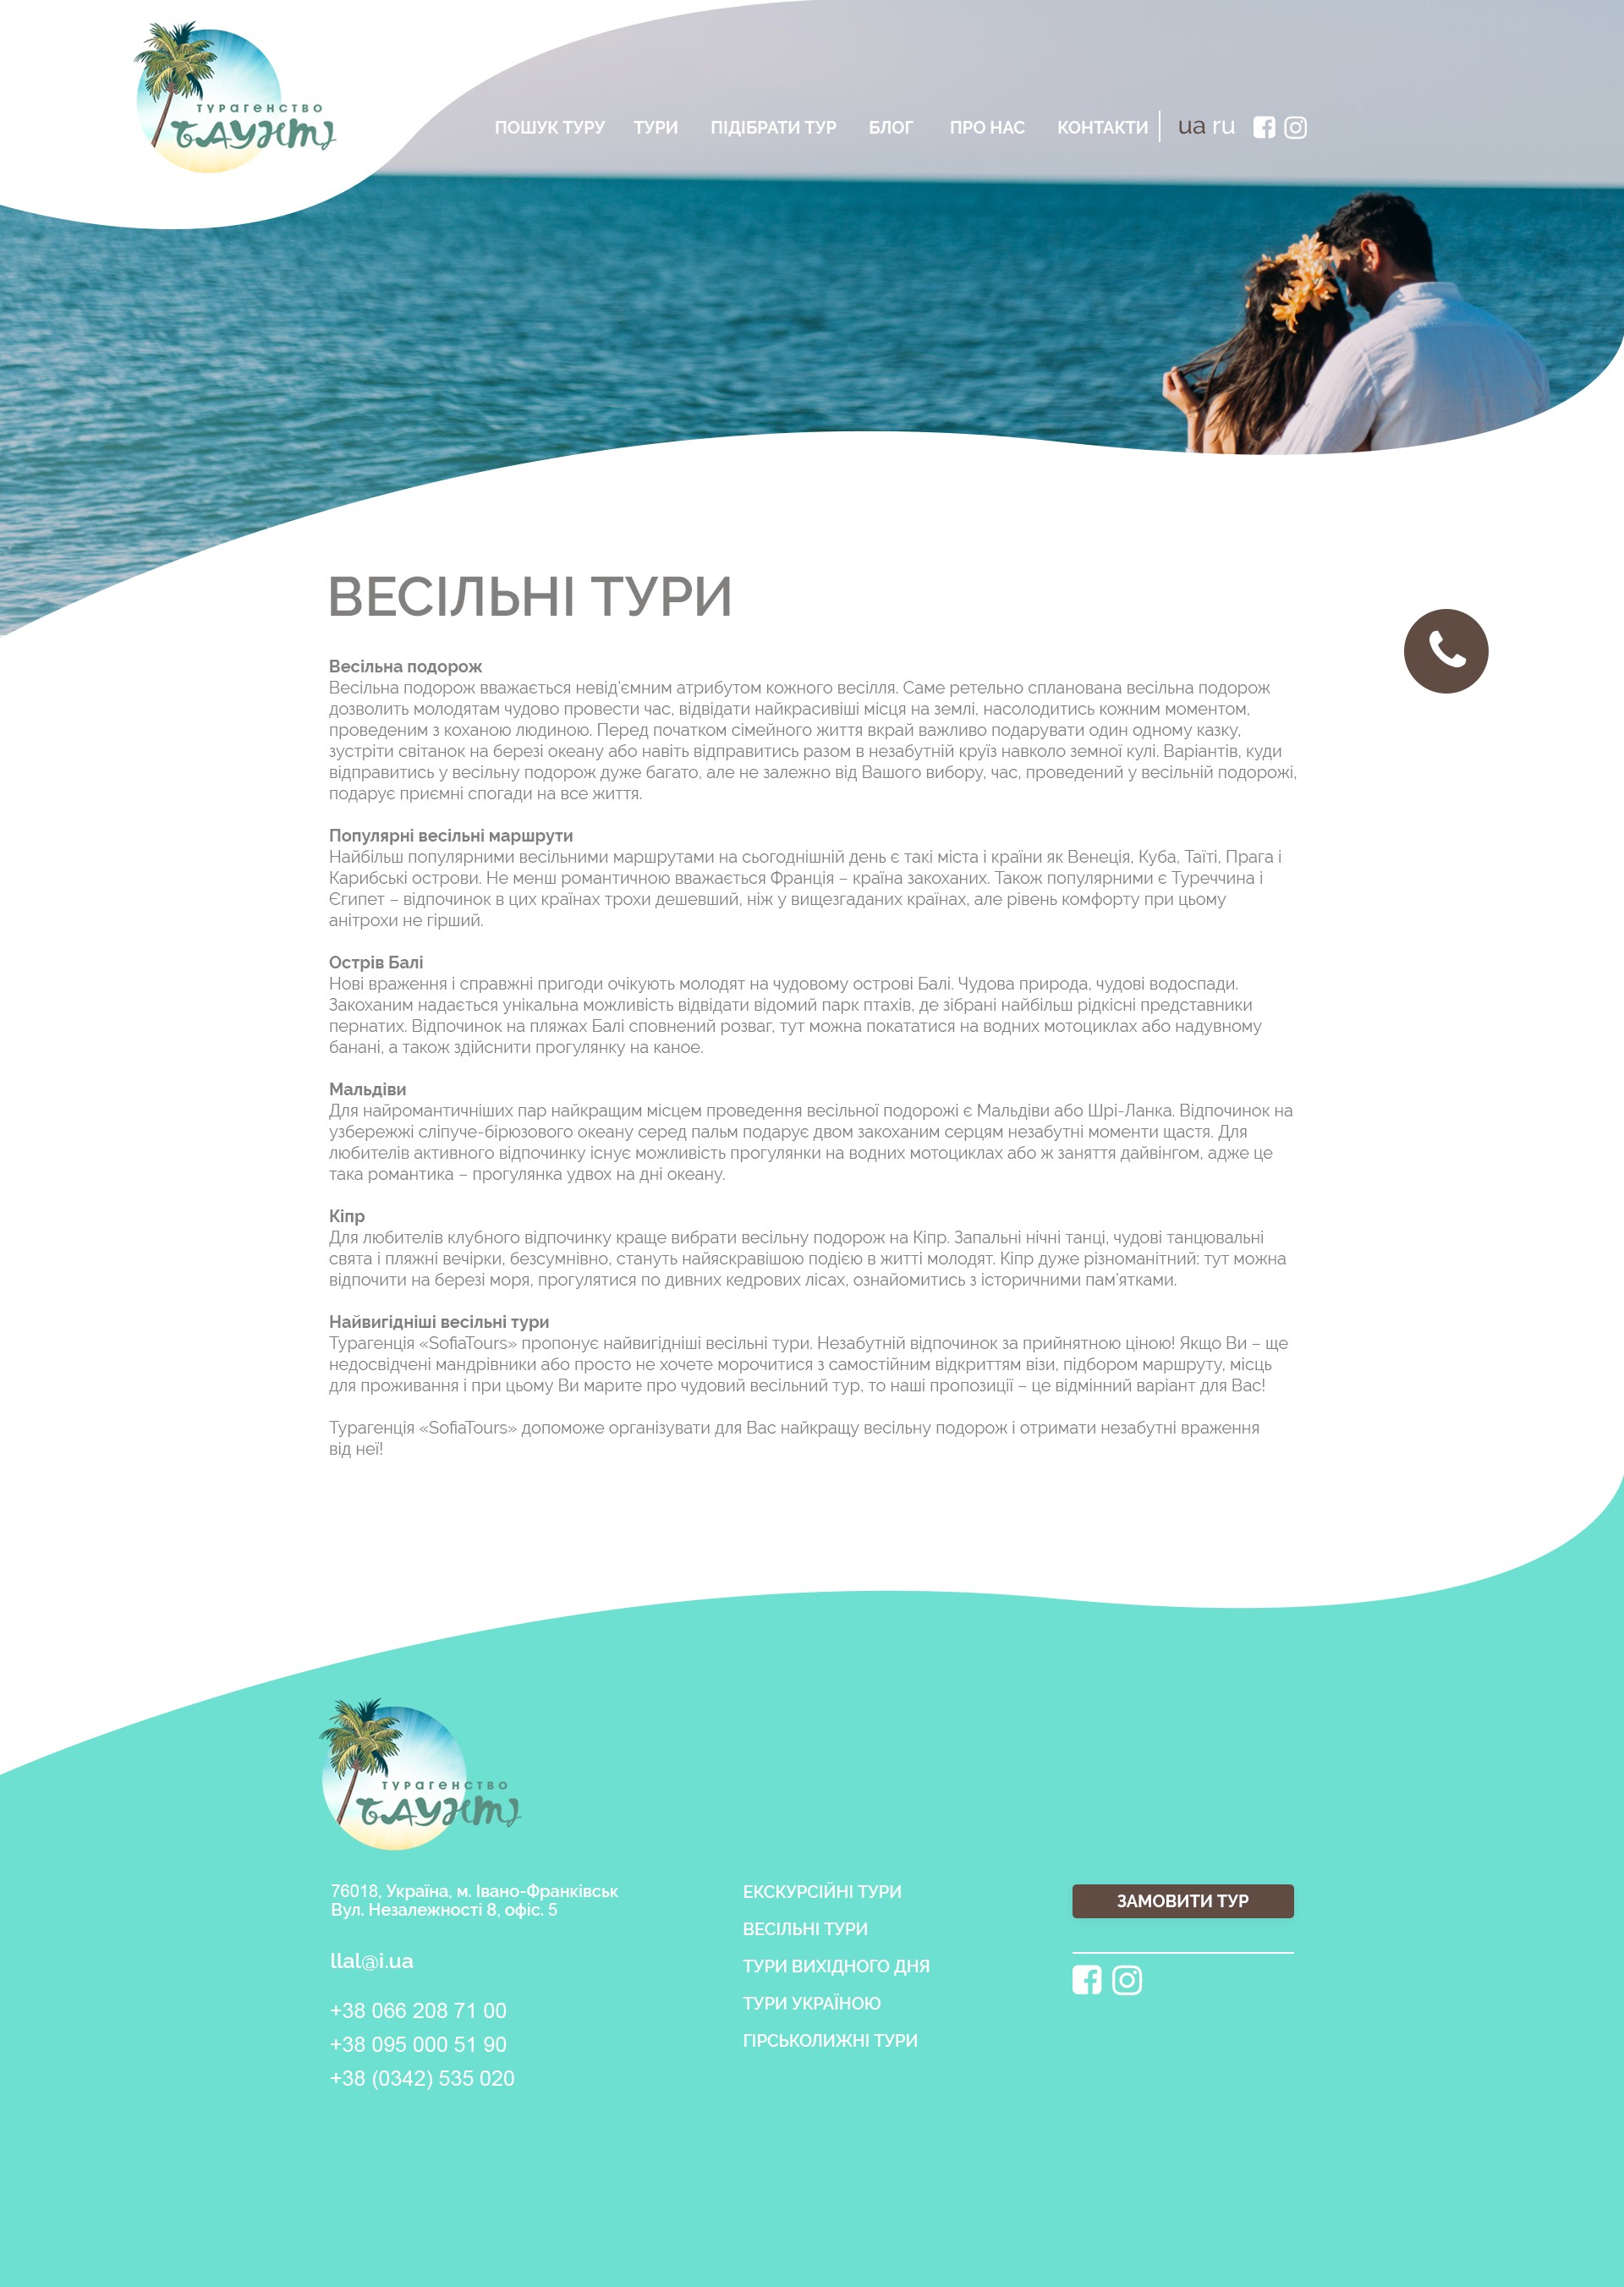 турагенство
БАУНТІ
ПОШУК ТУРУ ТУРИ ПІДІБРАТИ ТУР БЛОГ ПРО НАС КОНТАКТИ ua ru
ВЕСІЛЬНІ ТУРИ
Весільна подорож
Весільна подорож вважається невід'ємним атрибутом кожного весілля. Саме ретельно спланована весільна подорож
дозволить молодятам чудово провести час, відвідати найкрасивіші місця на землі, насолодитись кожним моментом,
проведеним з коханою людиною. Перед початком сімейного життя вкрай важливо подарувати один одному казку,
зустріти світанок на березі океану або навіть відправитись разом в незабутній круїз навколо земної кулі. Варіантів, куди
відправитись у весільну подорож дуже багато, але не залежно від Вашого вибору, час, проведений у весільній подорожі,
подарує приємні спогади на все життя.
Популярні весільні маршрути
Найбільш популярними весільними маршрутами на сьогоднішній день є такі міста і країни як Венеція, Куба, Таїті, Прага і
Карибські острови. Не менш романтичною вважається Франція – країна закоханих. Також популярними є Туреччина і
Єгипет – відпочинок в цих країнах трохи дешевший, ніж у вищезгаданих країнах, але рівень комфорту при цьому
анітрохи не гірший.
Острів Балі
Нові враження і справжні пригоди очікують молодят на чудовому острові Балі. Чудова природа, чудові водоспади.
Закоханим надається унікальна можливість відвідати відомий парк птахів, де зібрані найбільш рідкісні представники
пернатих. Відпочинок на пляжах Балі сповнений розваг, тут можна покататися на водних мотоциклах або надувному
банані, а також здійснити прогулянку на каное.
Мальдіви
Для найромантичніших пар найкращим місцем проведення весільної подорожі є Мальдіви або Шрі-Ланка. Відпочинок на
узбережжі сліпуче-бірюзового океану серед пальм подарує двом закоханим серцям незабутні моменти щастя. Для
любителів активного відпочинку існує можливість прогулянки на водних мотоциклах або ж заняття дайвінгом, адже це
така романтика – прогулянка удвох на дні океану.
Кіпр
Для любителів клубного відпочинку краще вибрати весільну подорож на Кіпр. Запальні нічні танці, чудові танцювальні
свята і пляжні вечірки, безсумнівно, стануть найяскравішою подією в житті молодят. Кіпр дуже різноманітний: тут можна
відпочити на березі моря, прогулятися по дивних кедрових лісах, ознайомитись з історичними пам'ятками.
Найвигідніші весільні тури
Турагенція «SofiaTours» пропонує найвигідніші весільні тури. Незабутній відпочинок за прийнятною ціною! Якщо Ви – ще
недосвідчені мандрівники або просто не хочете морочитися з самостійним відкриттям візи, підбором маршруту, місць
для проживання і при цьому Ви марите про чудовий весільний тур, то наші пропозиції – це відмінний варіант для Вас!
Турагенція «SofiaTours» допоможе організувати для Вас найкращу весільну подорож і отримати незабутні враження
від неї!
турагенство
БАУНТІ
76018, Україна, м. Івано-Франківськ
Вул. Незалежності 8, офіс. 5
llal@i.ua
+38 066 208 71 00
+38 095 000 51 90
+38 (0342) 535 020
ЕКСКУРСІЙНІ ТУРИ
ВЕСІЛЬНІ ТУРИ
ТУРИ ВИХІДНОГО ДНЯ
ТУРИ УКРАЇНОЮ
ГІРСЬКОЛИЖНІ ТУРИ
ЗАМОВИТИ ТУР